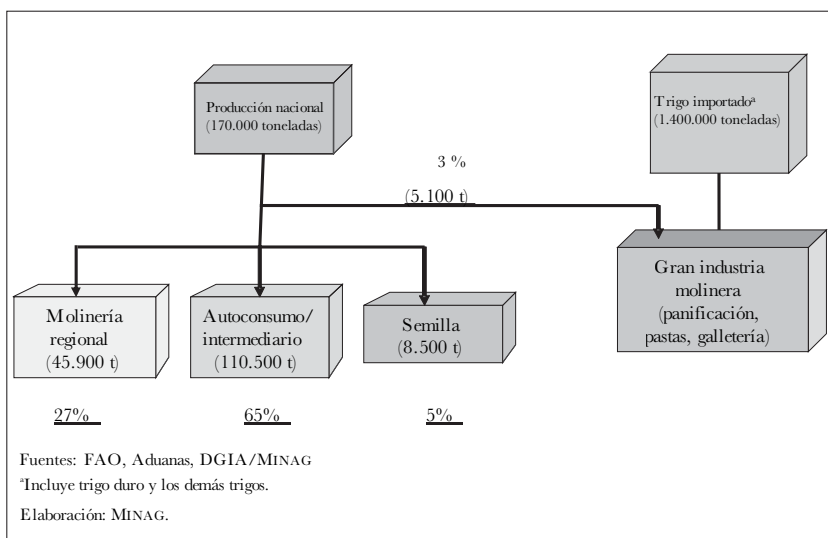 Producción nacional
(170.000 toneladas)
Trigo importadoª
(1.400.000 toneladas)
3 %
(5.100 t)
Molinería
regional
(45.900 t)
Autoconsumo/
intermediario
(110.500 t)
Semilla
(8.500 t)
Gran industria
molinera
(panificación,
pastas, galletería)
27%
65%
5%
Fuentes: FAO, Aduanas, DGIA/MINAG
ªIncluye trigo duro y los demás trigos.
Elaboración: MINAG.